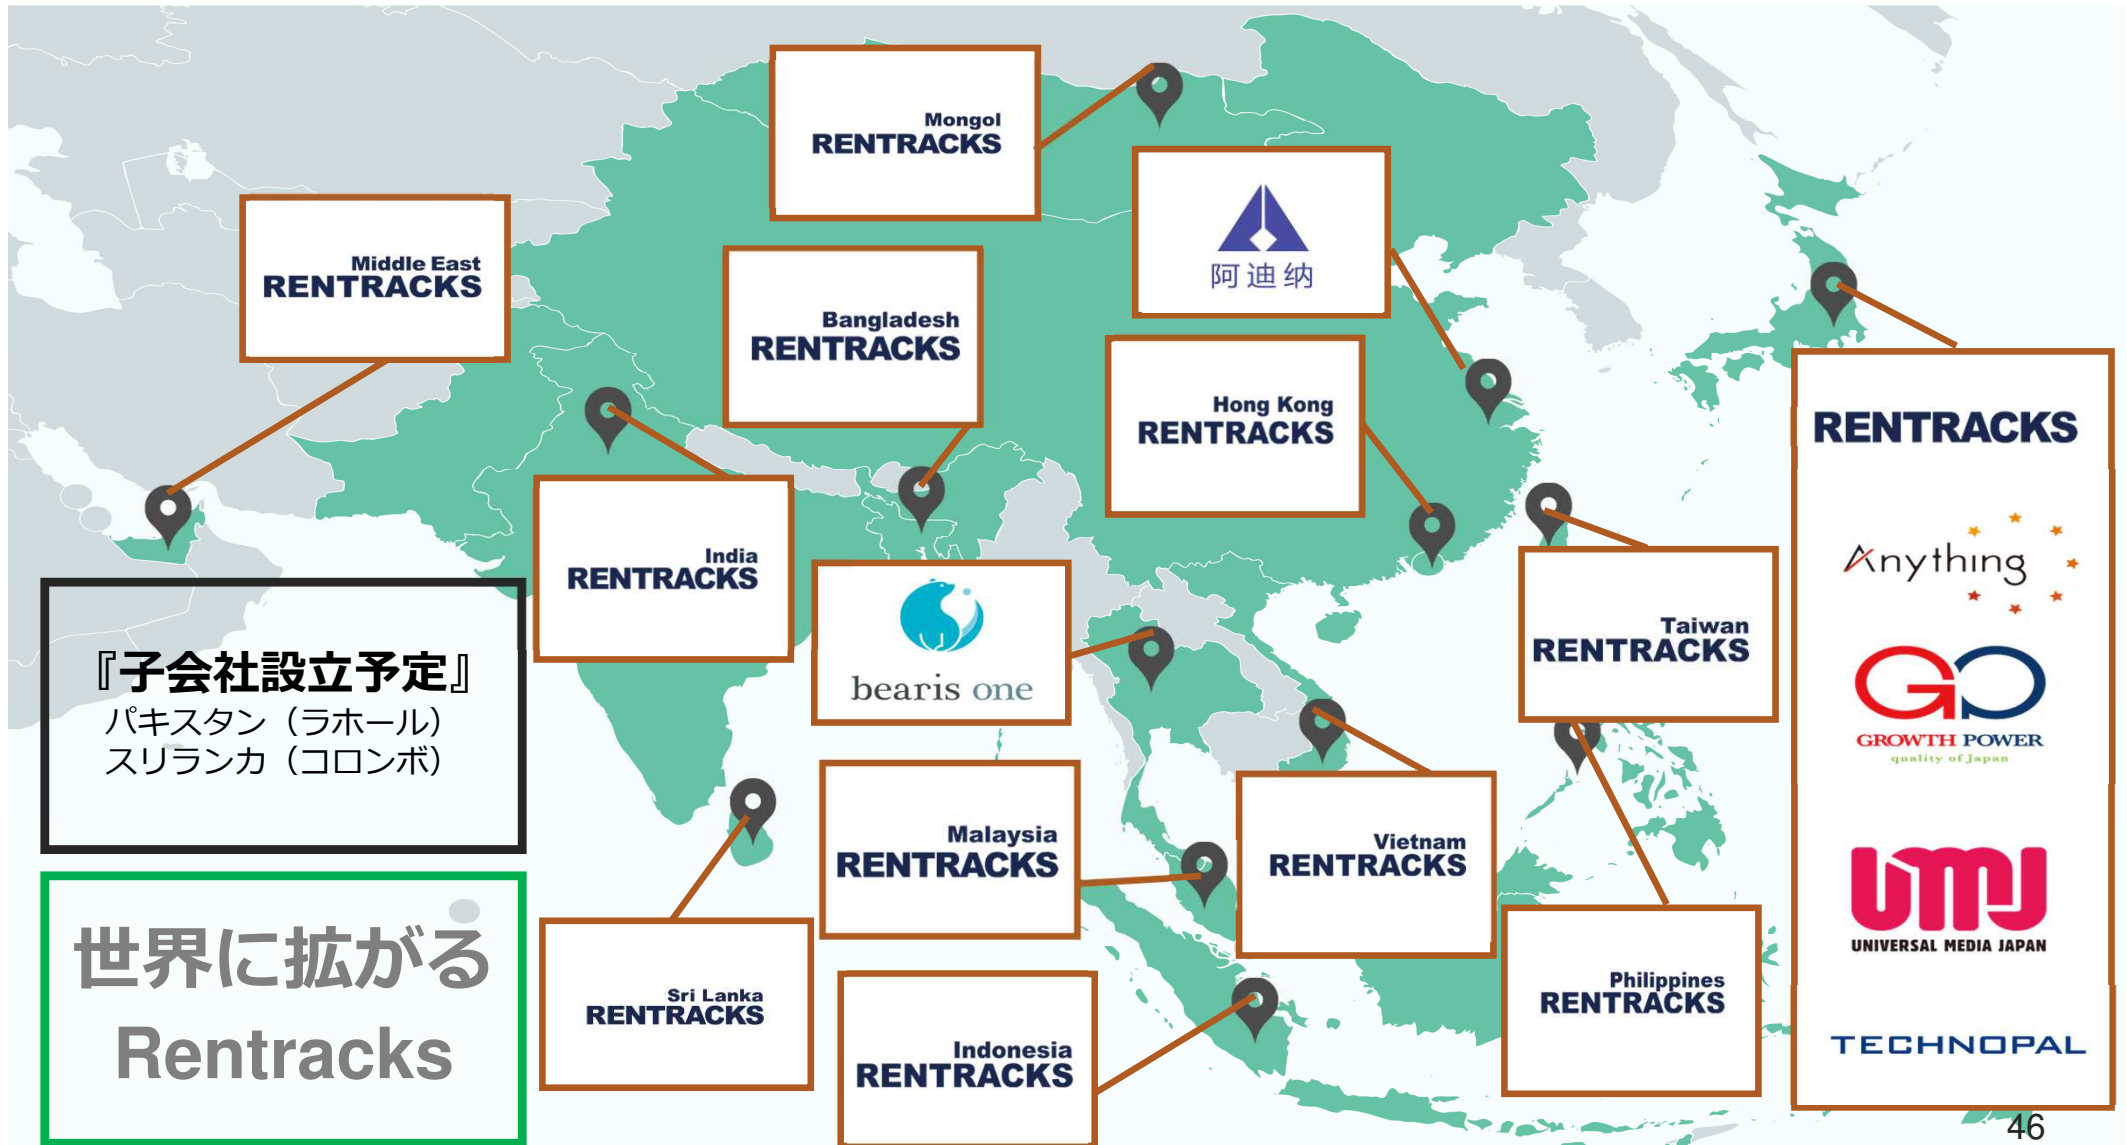 Mongol
RENTRACKS
阿迪纳
Middle East
RENTRACKS
Bangladesh
RENTRACKS
Hong Kong
RENTRACKS
India
RENTRACKS
bearis one
Taiwan
RENTRACKS
『子会社設立予定』
パキスタン（ラホール）
スリランカ（コロンボ）
Malaysia
RENTRACKS
Vietnam
RENTRACKS
世界に拡がる
Rentracks
Sri Lanka
RENTRACKS
Indonesia
RENTRACKS
Philippines
RENTRACKS
RENTRACKS
Anything
GP
GROWTH POWER
quality of Japan
UMJ
UNIVERSAL MEDIA JAPAN
TECHNOPAL
46